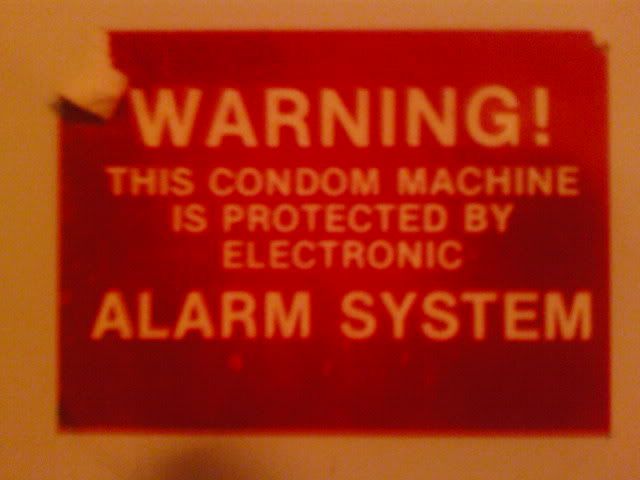 WARNING!
THIS CONDOM MACHINE
IS PROTECTED BY
ELECTRONIC
ALARM SYSTEM